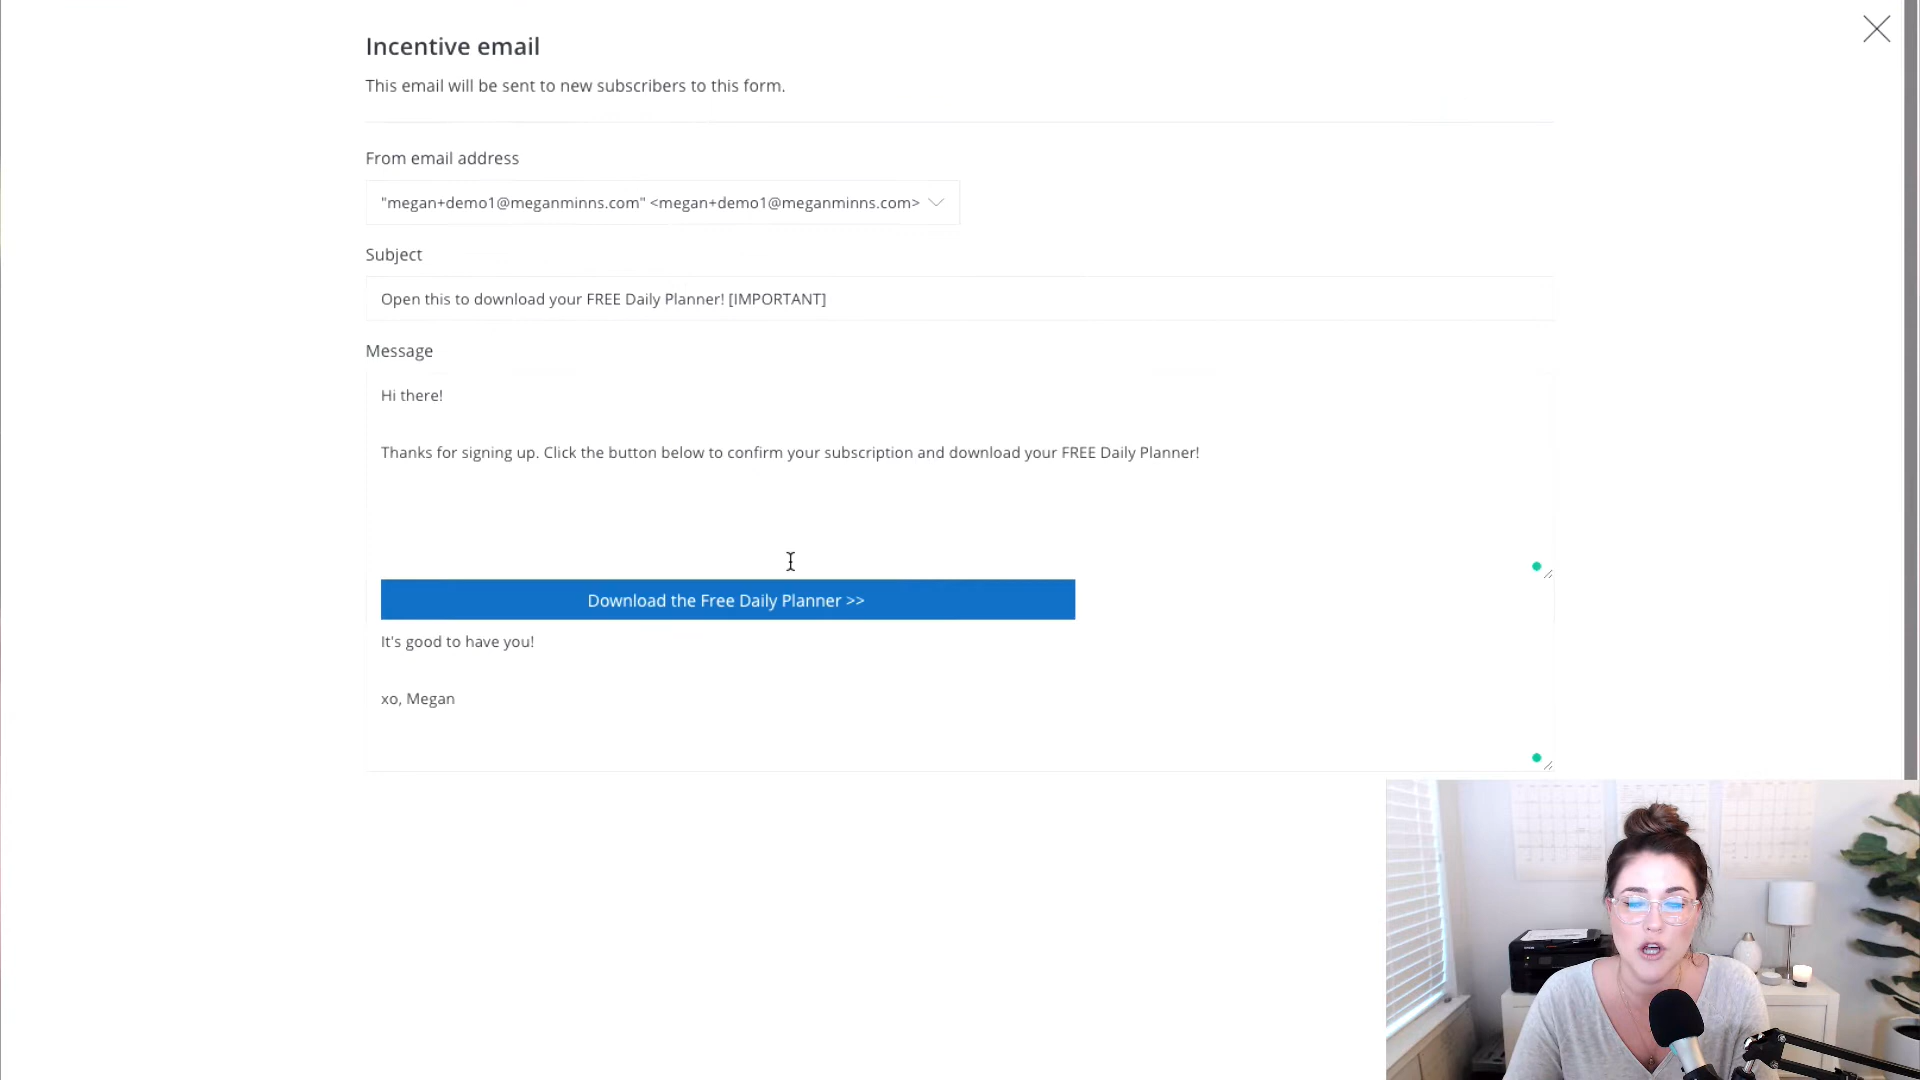 Incentive email
This email will be sent to new subscribers to this form.
From email address
"megan+demo1@meganminns.com" <megan+demo1@meganminns.com>
Subject
Open this to download your FREE Daily Planner! [IMPORTANT]
Message
Hi there!
Thanks for signing up. Click the button below to confirm your subscription and download your FREE Daily Planner!
Download the Free Daily Planner >>
It's good to have you!
xo, Megan